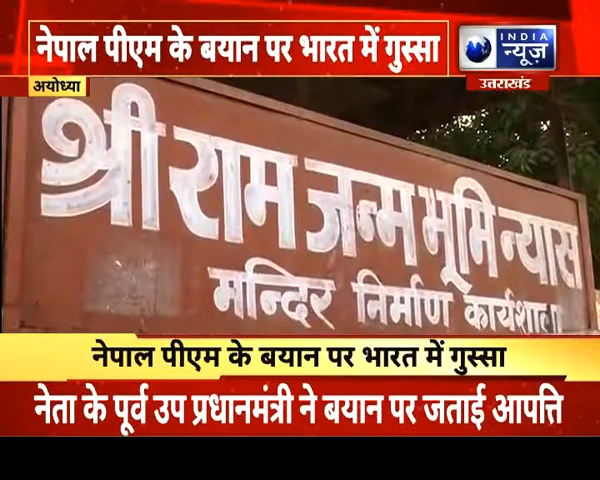 नेपाल पीएम के बयान पर भारत में गुस्सा
INDIA
न्यूज़
उत्तराखंड
अयोध्या
श्री राम जन्म भूमि न्यास
मन्दिर निर्माण कार्यशाला
नेपाल पीएम के बयान पर भारत में गुस्सा
नेता के पूर्व उप प्रधानमंत्री ने बयान पर जताई आपत्ति